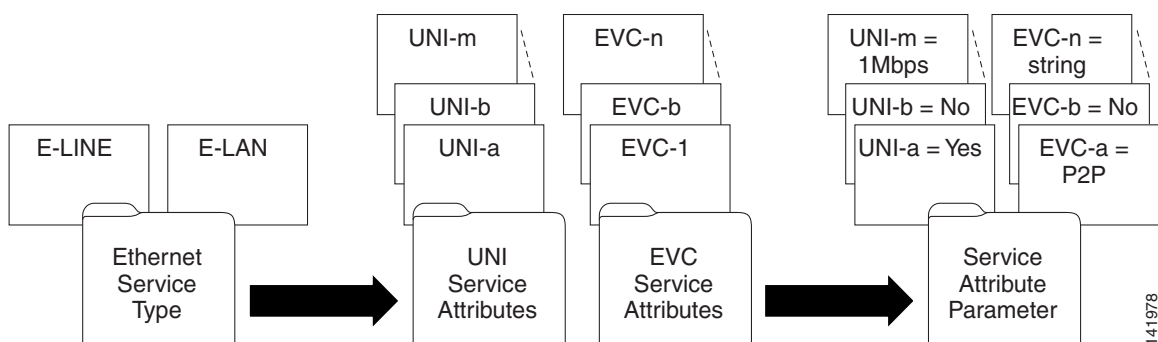 UNI-m
UNI-b
UNI-a
EVC-n
EVC-b
EVC-1
UNI-m =
1Mbps
UNI-b = No
UNI-a = Yes
EVC-n =
string
EVC-b = No
EVC-a =
P2P
E-LINE
E-LAN
Ethernet
Service
Type
UNI
Service
Attributes
EVC
Service
Attributes
Service
Attribute
Parameter
141978